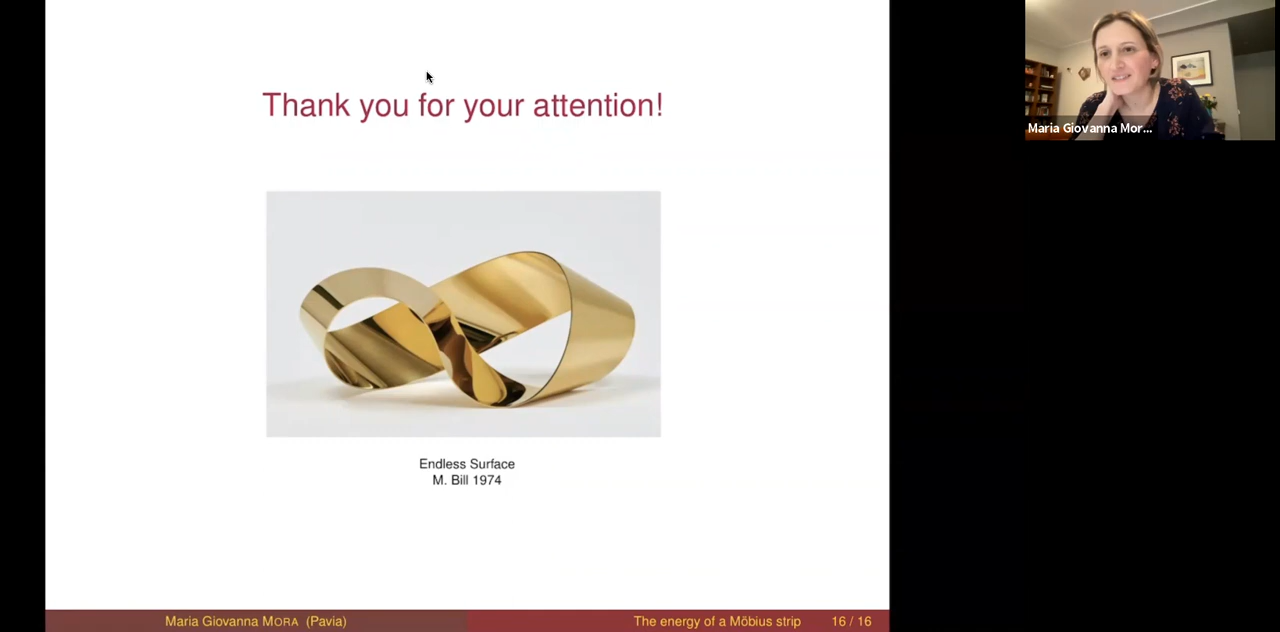 Thank you for your attention!
Maria Giovanna Mor...
Endless Surface
M. Bill 1974
Maria Giovanna MORA (Pavia)
The energy of a Möbius strip
16 / 16